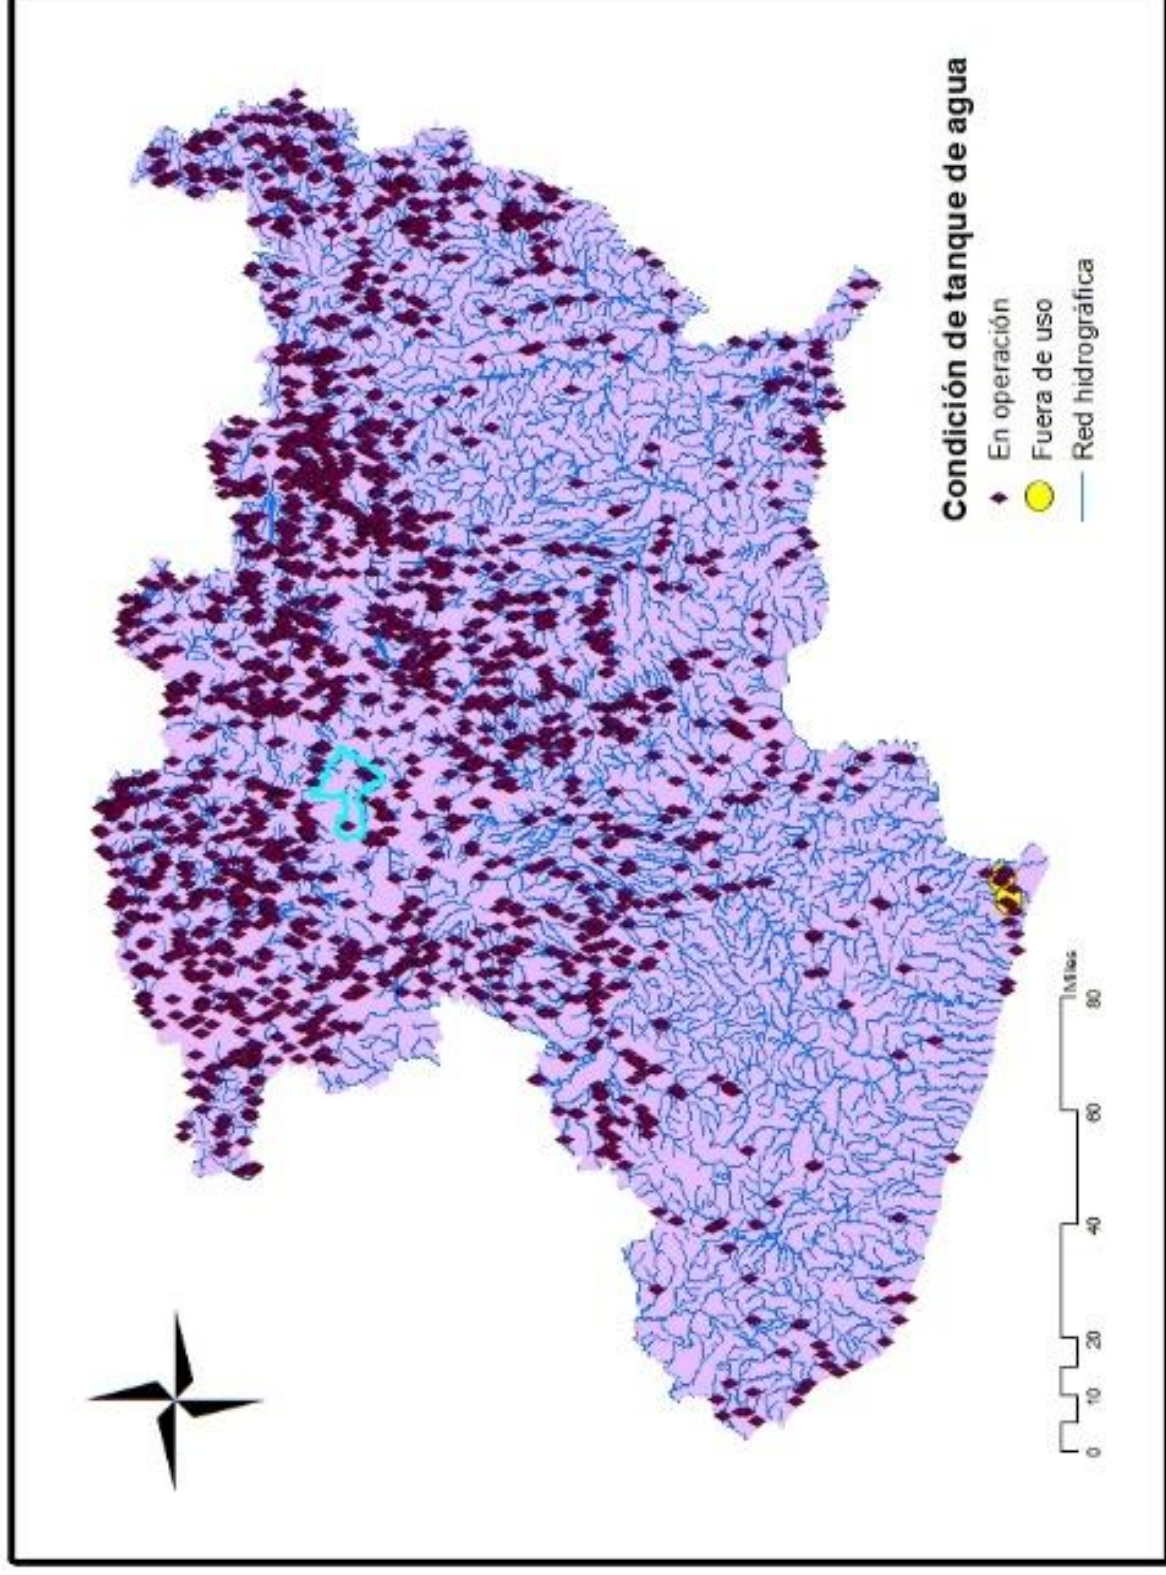 Condición de tanque de agua
En operación
Fuera de uso
Red hidrográfica
Miles
0 10 20 40 60 80